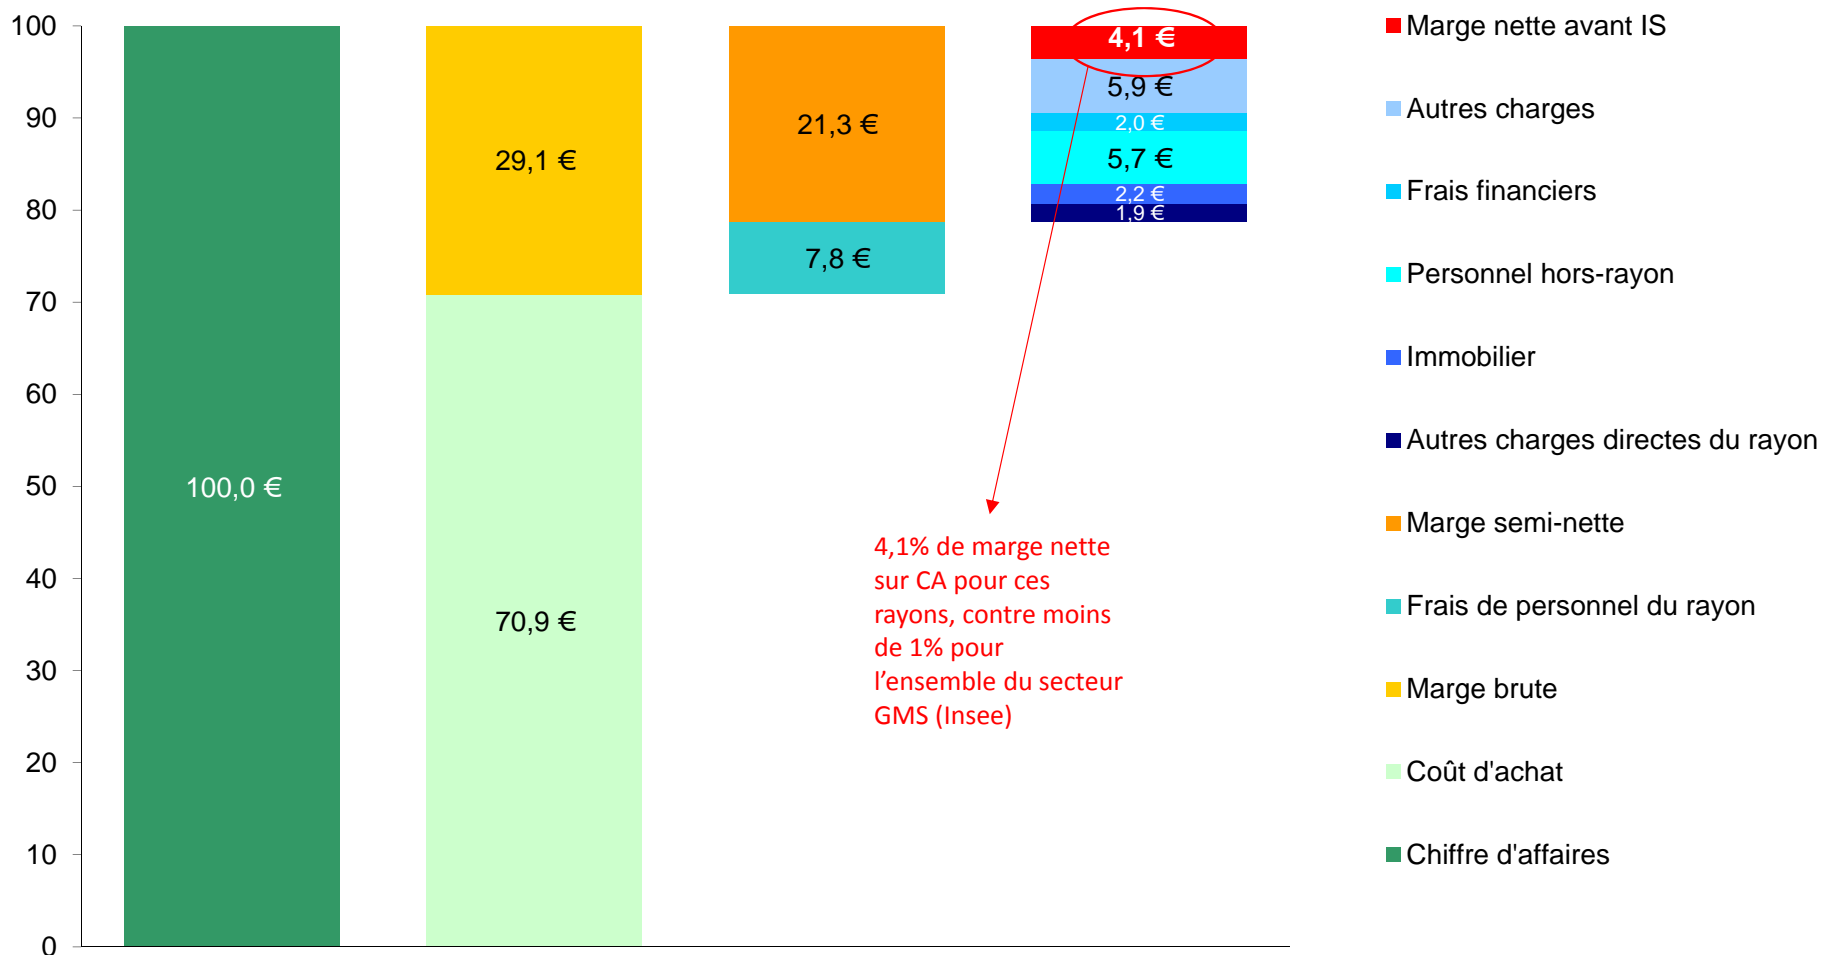 100
90
80
70
60
50
40
30
20
10
0
100,0 €
29,1 €
70,9 €
21,3 €
7,8 €
4,1 €
5,9 €
2,0 €
5,7 €
2,2 €
1,9 €
4,1% de marge nette
sur CA pour ces
rayons, contre moins
de 1% pour
l’ensemble du secteur
GMS (Insee)
Marge nette avant IS
Autres charges
Frais financiers
Personnel hors-rayon
Immobilier
Autres charges directes du rayon
Marge semi-nette
Frais de personnel du rayon
Marge brute
Coût d'achat
Chiffre d'affaires